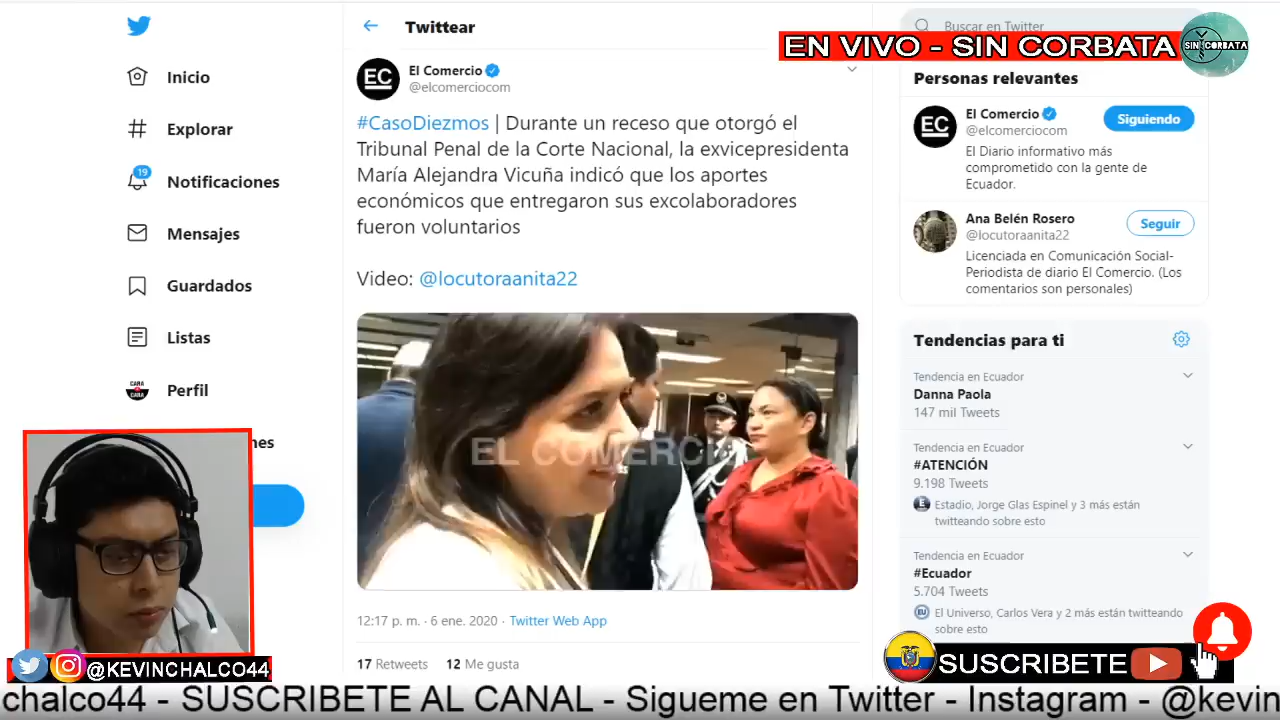 Twittear
Buscar en Twitter
EN VIVO - SIN CORBATA
SIN CORBATA
Inicio
Explorar
19
Notificaciones
Mensajes
Guardados
Listas
CARA
CARA
Perfil
nes
EC
El Comercio
@elcomerciocom
#CasoDiezmos | Durante un receso que otorgó el
Tribunal Penal de la Corte Nacional, la exvicepresidenta
María Alejandra Vicuña indicó que los aportes
económicos que entregaron sus excolaboradores
fueron voluntarios
Video: @locutoraanita22
EL COMERCIO
12:17 p. m. · 6 ene. 2020 · Twitter Web App
17 Retweets 12 Me gusta
Personas relevantes
EC
El Comercio
@elcomerciocom
Siguiendo
El Diario informativo más
comprometido con la gente de
Ecuador.
Ana Belén Rosero
@locutoraanita22
Seguir
Licenciada en Comunicación Social-
Periodista de diario El Comercio. (Los
comentarios son personales)
Tendencias para ti
Tendencia en Ecuador
Danna Paola
147 mil Tweets
Tendencia en Ecuador
#ATENCIÓN
9.198 Tweets
E
Estadio, Jorge Glas Espinel y 3 más están
twitteando sobre esto
Tendencia en Ecuador
#Ecuador
5.704 Tweets
EU
El Universo, Carlos Vera y 2 más están twitteando
sobre esto
@KEVINCHALCO44
SUSCRIBETE
chalco44 - SUSCRIBETE AL CANAL - Sigueme en Twitter - Instagram - @kevin